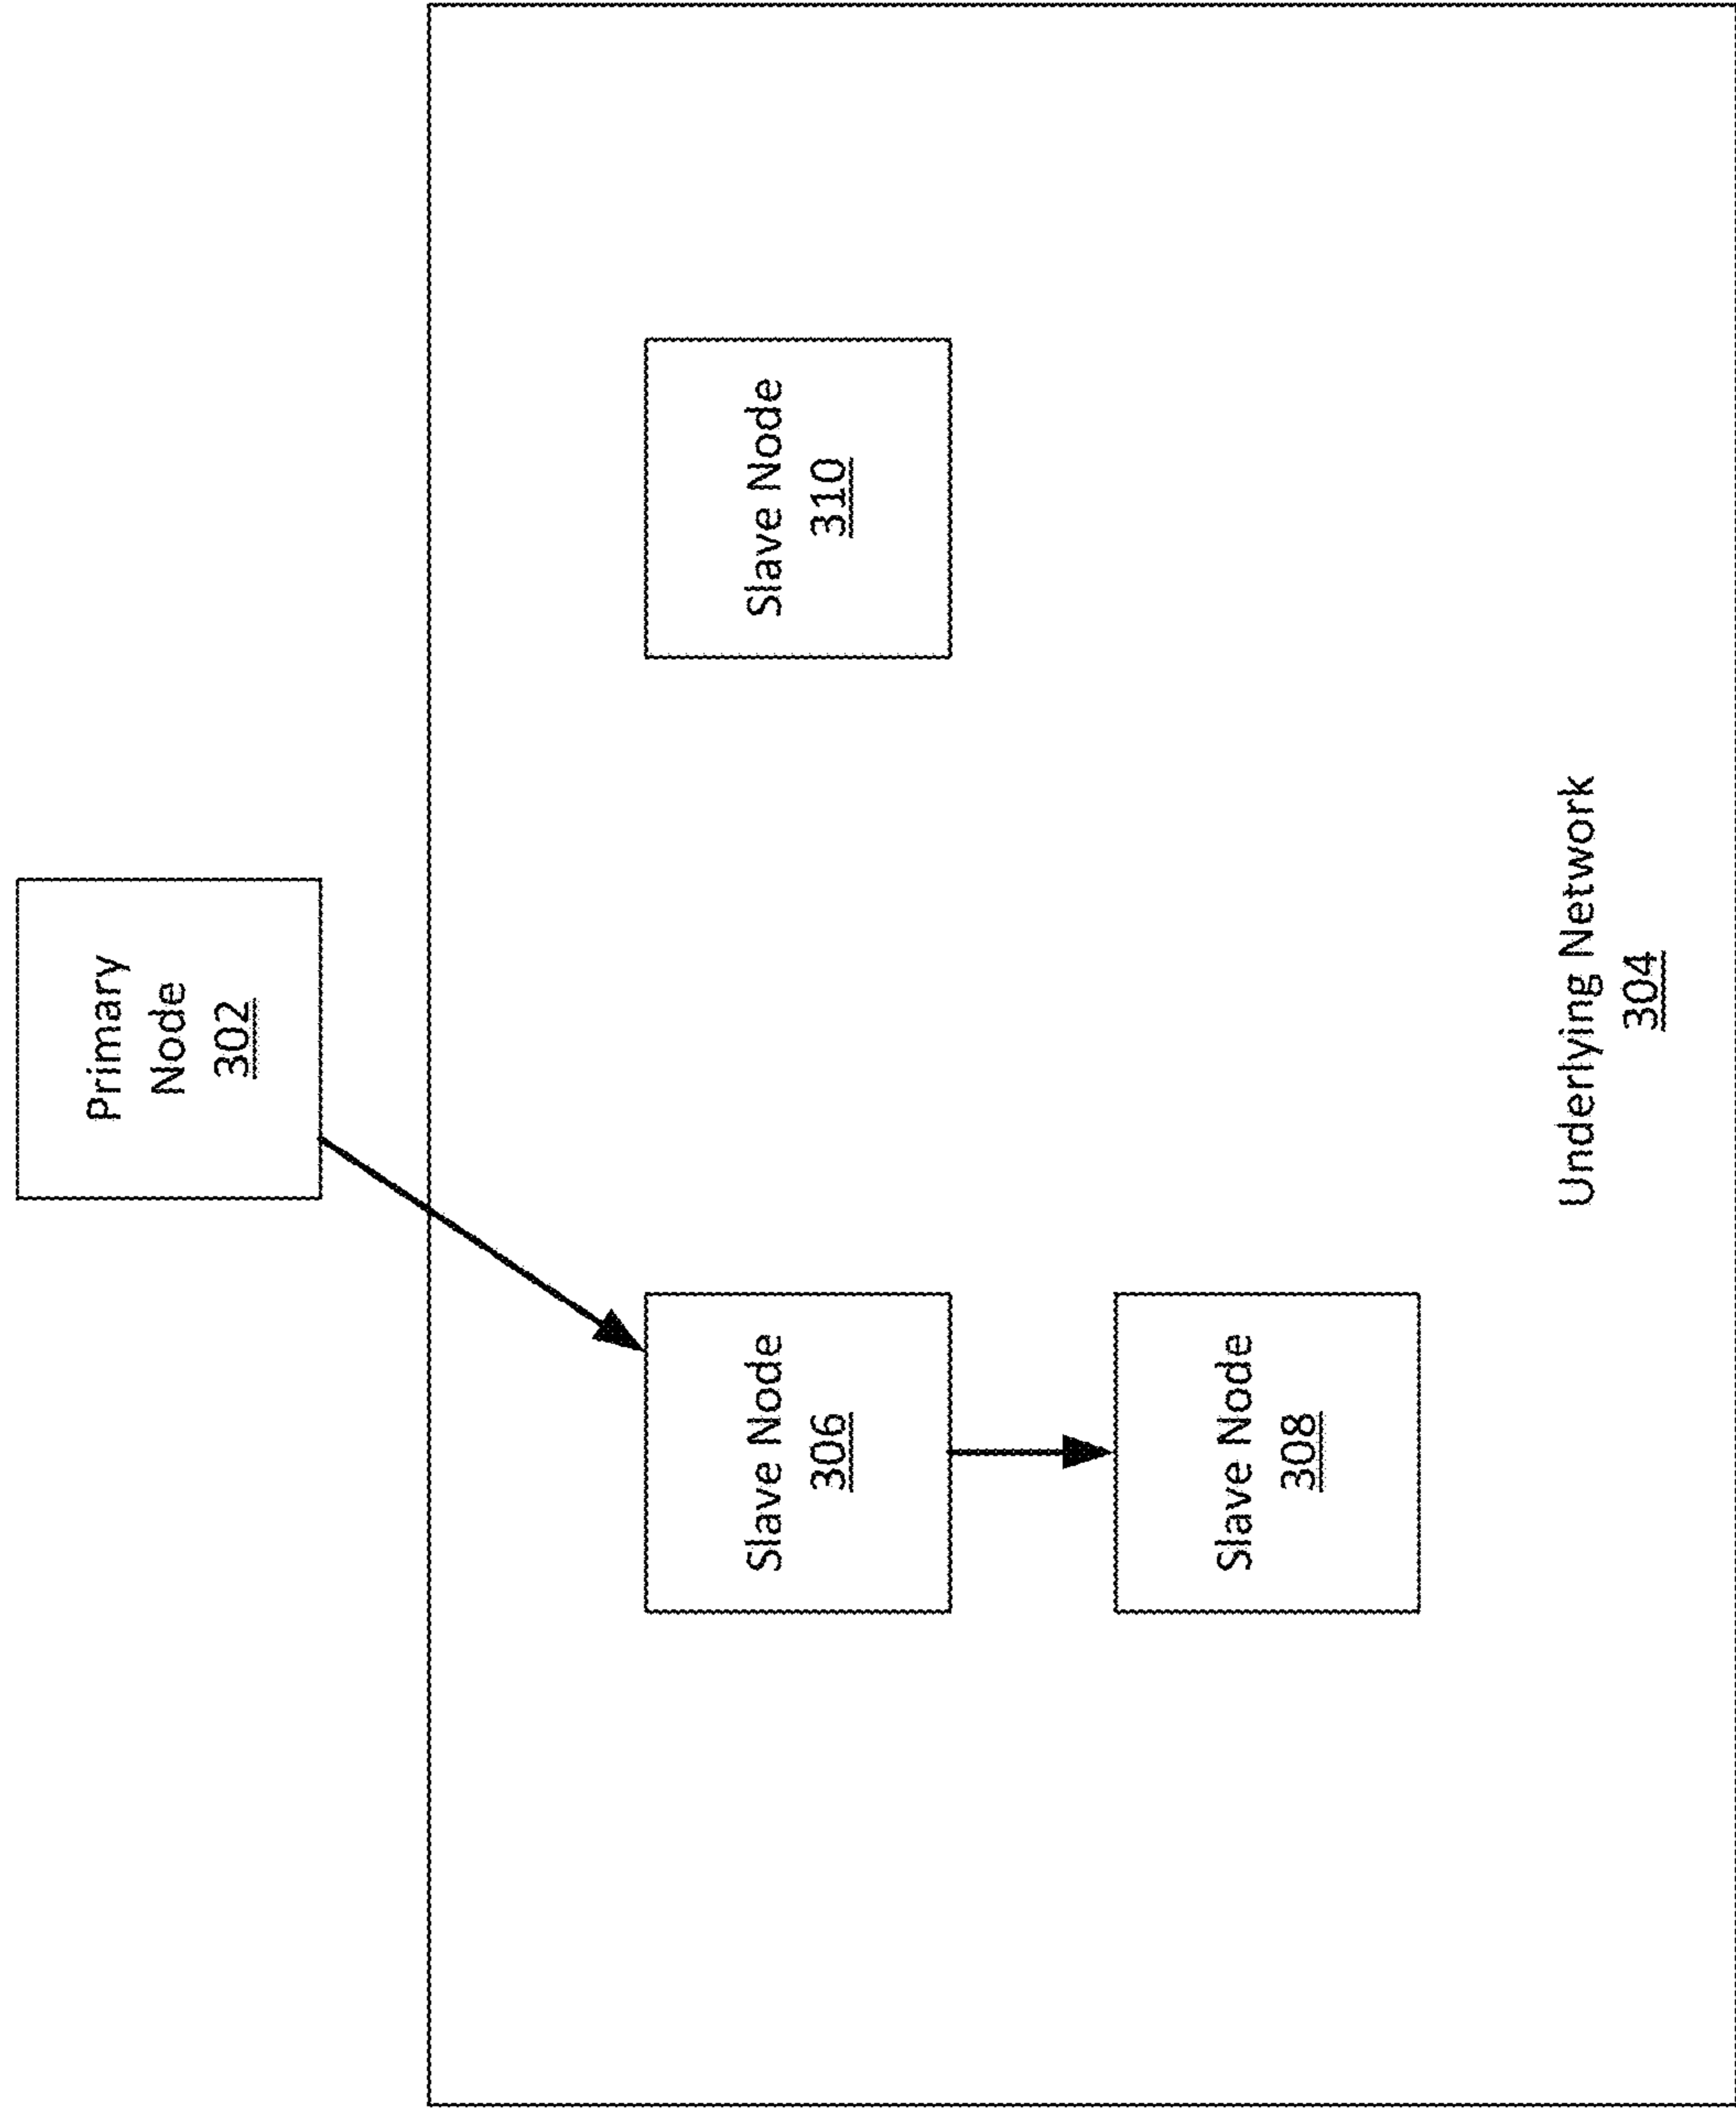 Primary
Node
302
Slave Node
306
Slave Node
310
Slave Node
308
Underlying Network
304